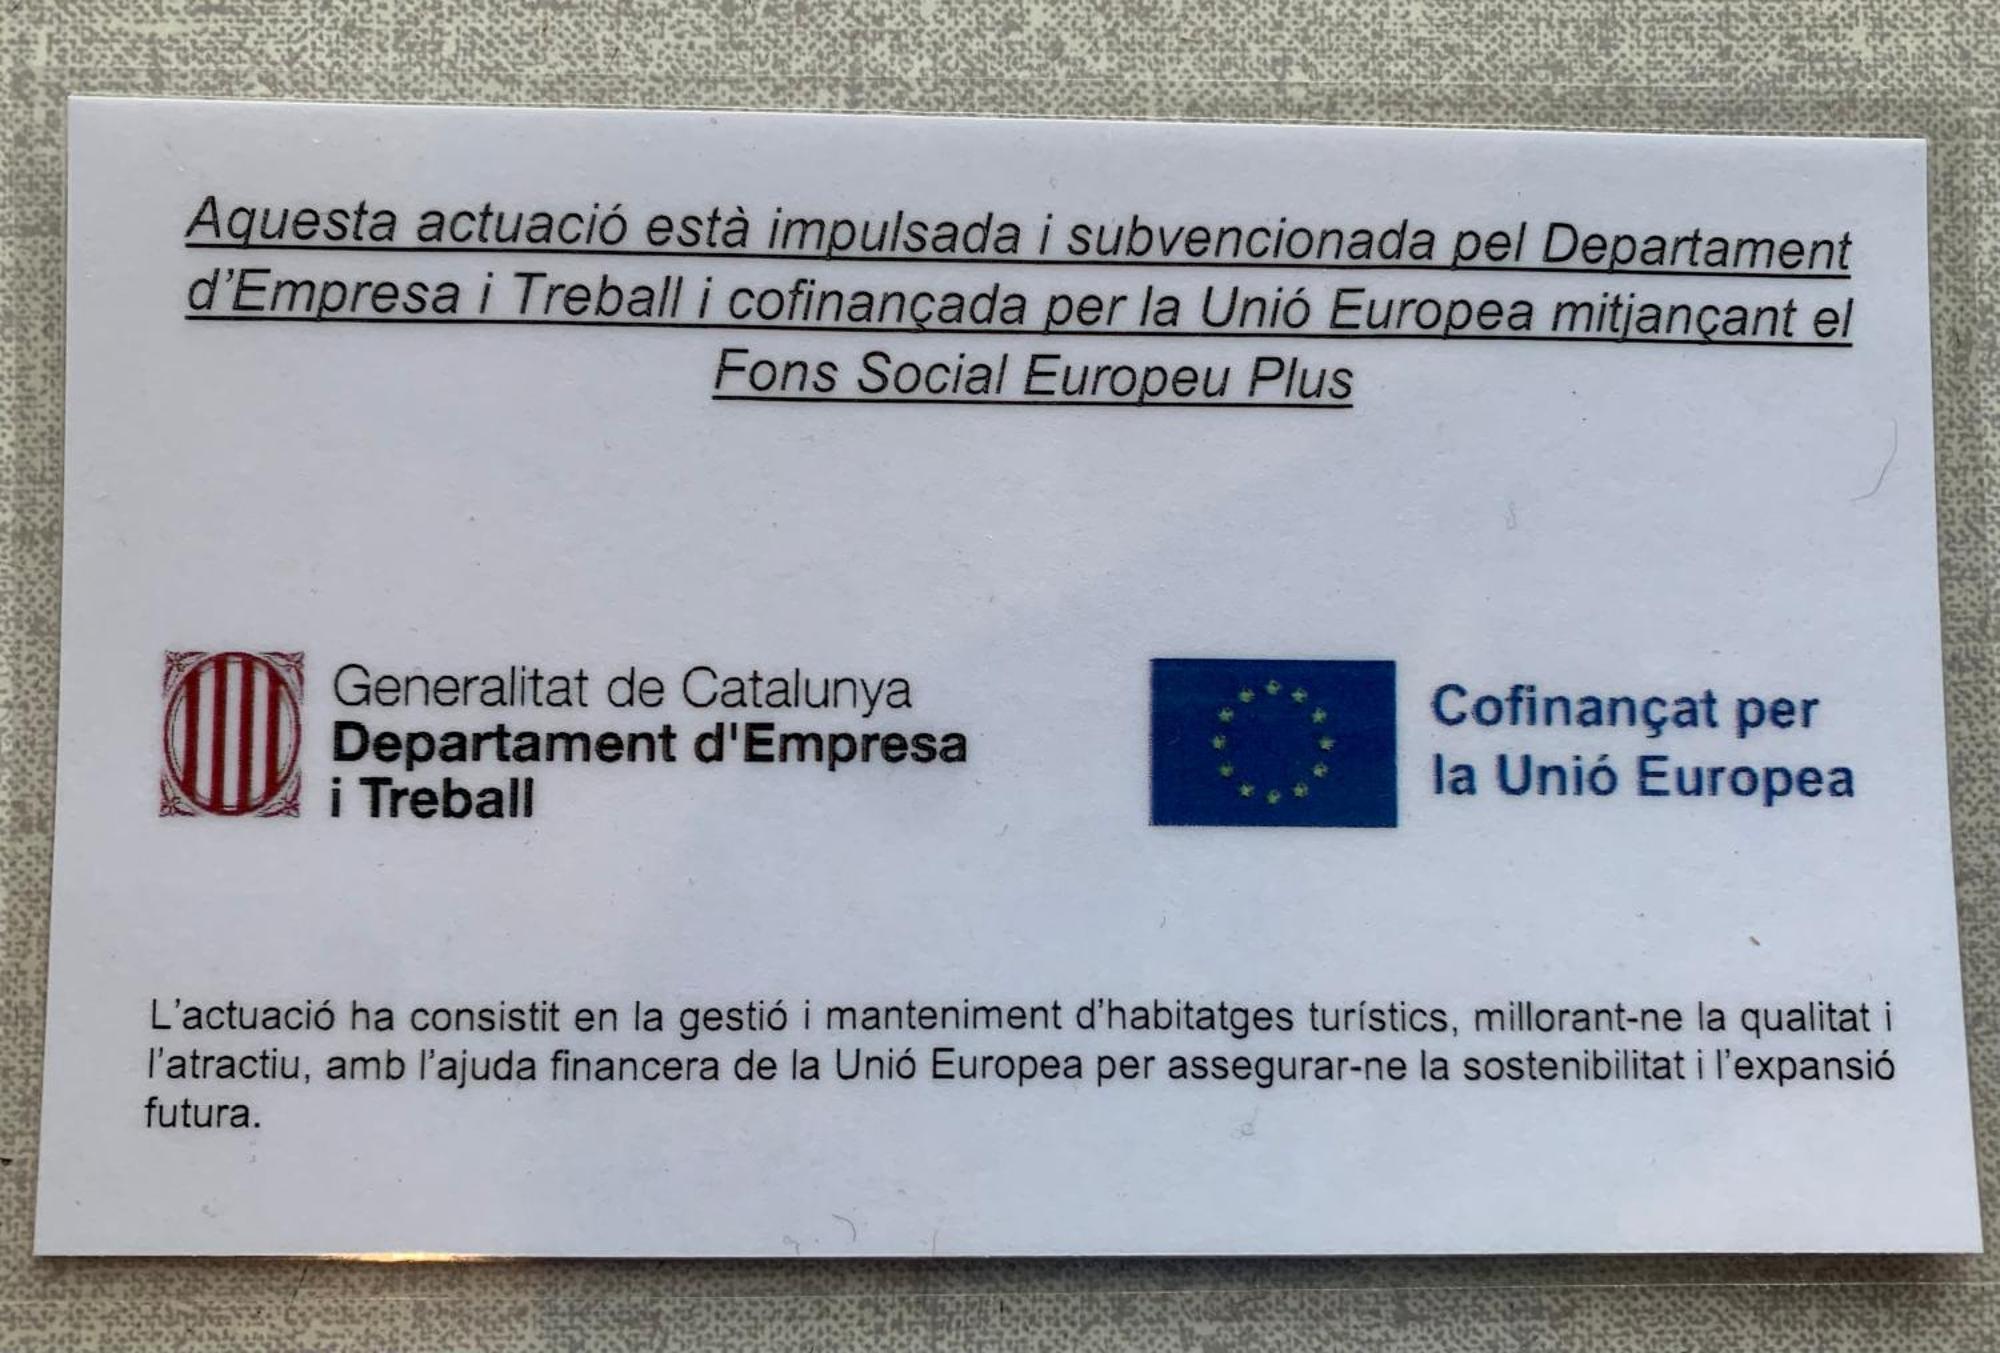 Aquesta actuació està impulsada i subvencionada pel Departament
d'Empresa i Treball i cofinançada per la Unió Europea mitjançant el
Fons Social Europeu Plus
Generalitat de Catalunya
Departament d'Empresa
i Treball
Cofinançat per
la Unió Europea
L'actuació ha consistit en la gestió i manteniment d'habitatges turístics, millorant-ne la qualitat i
l'atractiu, amb l'ajuda financera de la Unió Europea per assegurar-ne la sostenibilitat i l'expansió
futura.